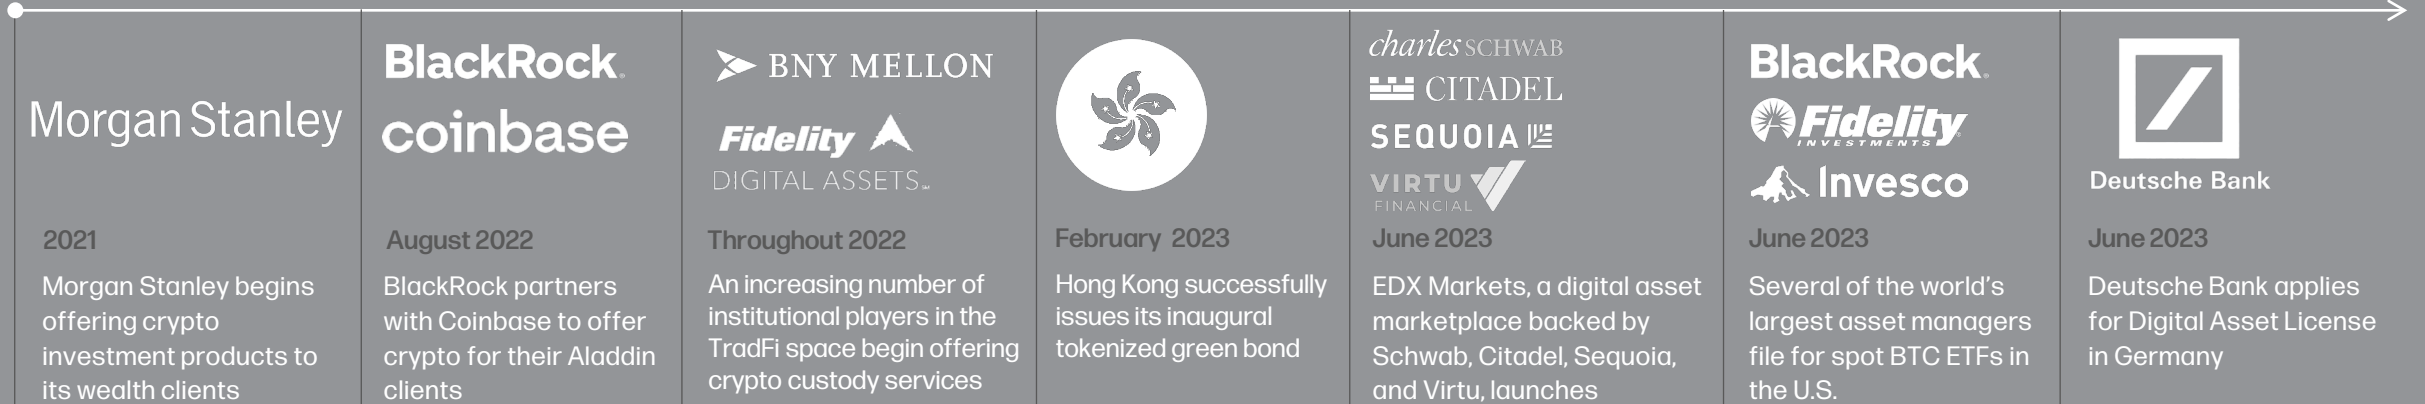 Morgan Stanley
2021
Morgan Stanley begins
offering crypto
investment products to
its wealth clients
BlackRock.
coinbase
August 2022
BlackRock partners
with Coinbase to offer
crypto for their Aladdin
clients
BNY MELLON
Fidelity
DIGITAL ASSETS SM
Throughout 2022
An increasing number of
institutional players in the
TradFi space begin offering
crypto custody services
February 2023
Hong Kong successfully
issues its inaugural
tokenized green bond
charles SCHWAB
CITADEL
SEQUOIA
VIRTU
FINANCIAL
June 2023
EDX Markets, a digital asset
marketplace backed by
Schwab, Citadel, Sequoia,
and Virtu, launches
BlackRock.
Fidelity
INVESTMENTS
Invesco
June 2023
Several of the world’s
largest asset managers
file for spot BTC ETFs in
the U.S.
Deutsche Bank
June 2023
Deutsche Bank applies
for Digital Asset License
in Germany